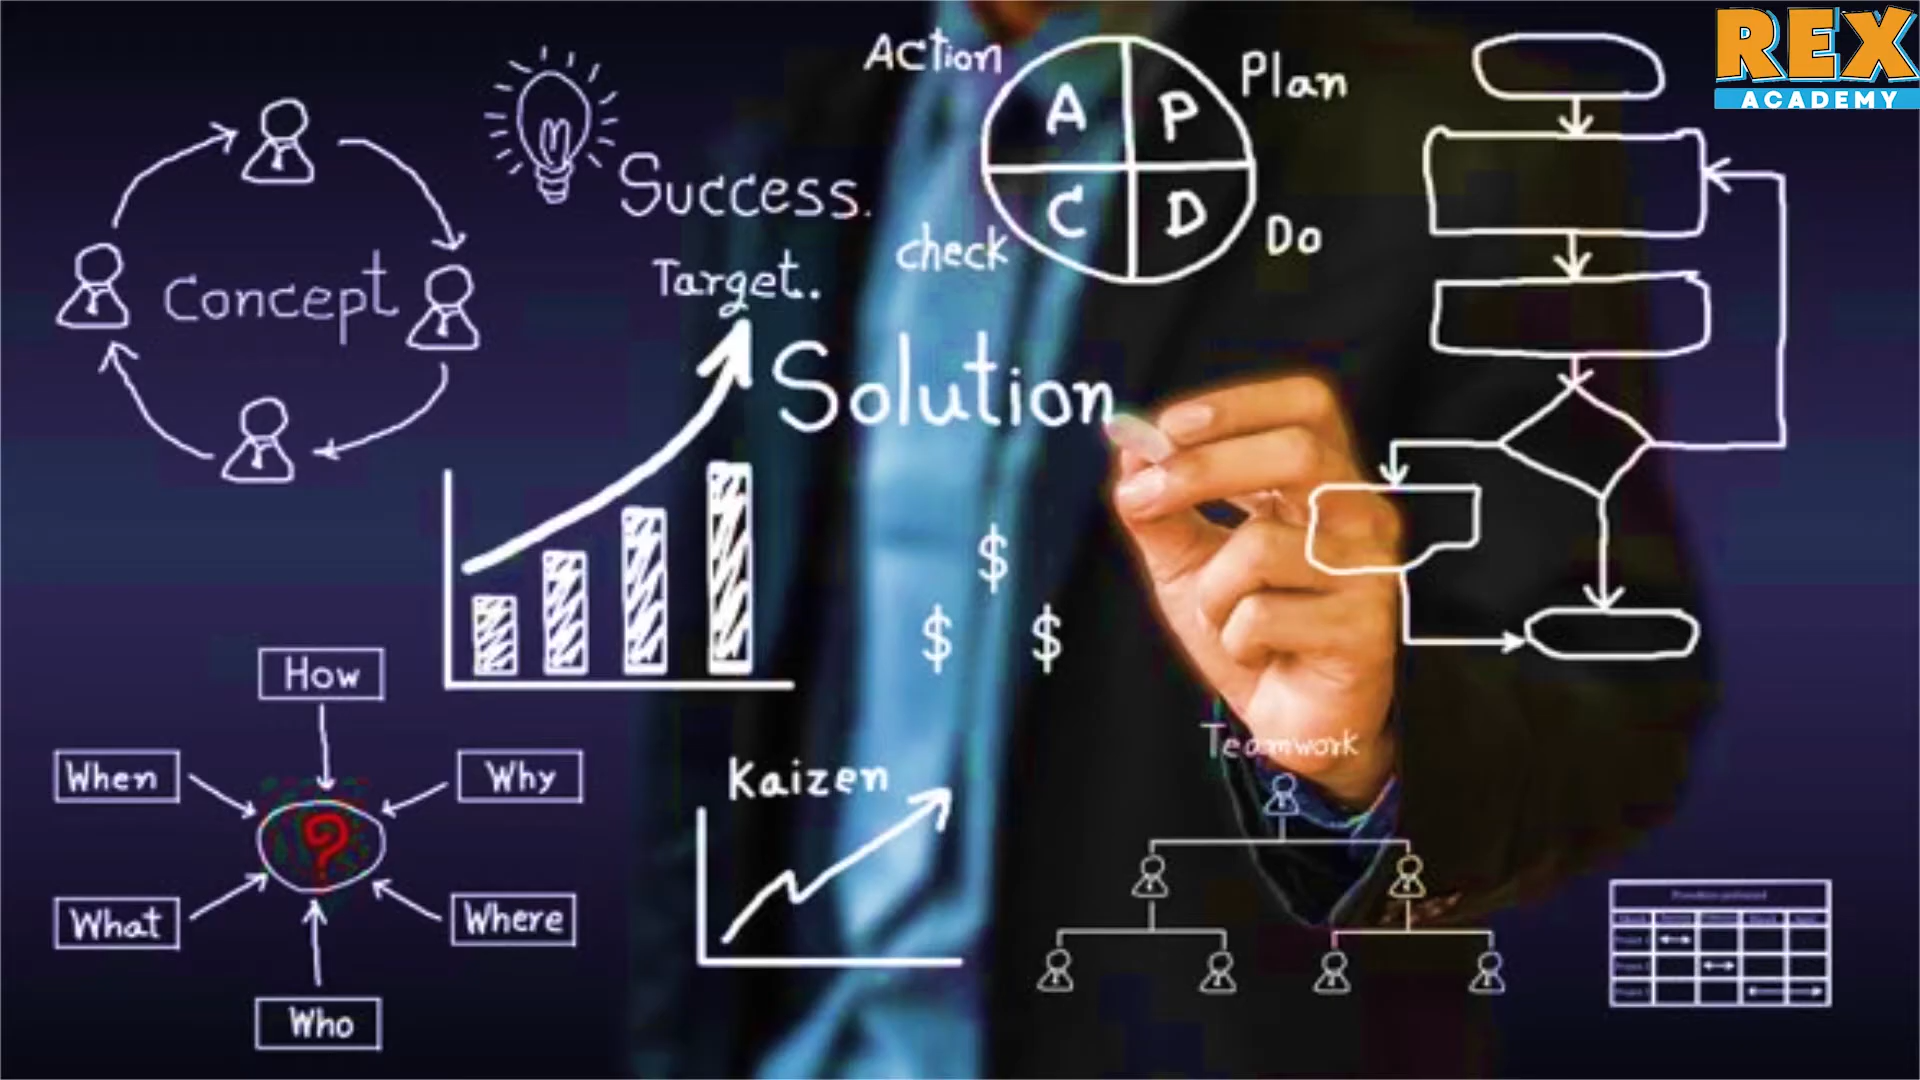 REX
ACADEMY
Action
Plan
A
P
C
D
check
Do
Success.
Target.
Concept
Solution
$
$
$
How
When
Why
?
What
Where
Who
Kaizen
Teamwork